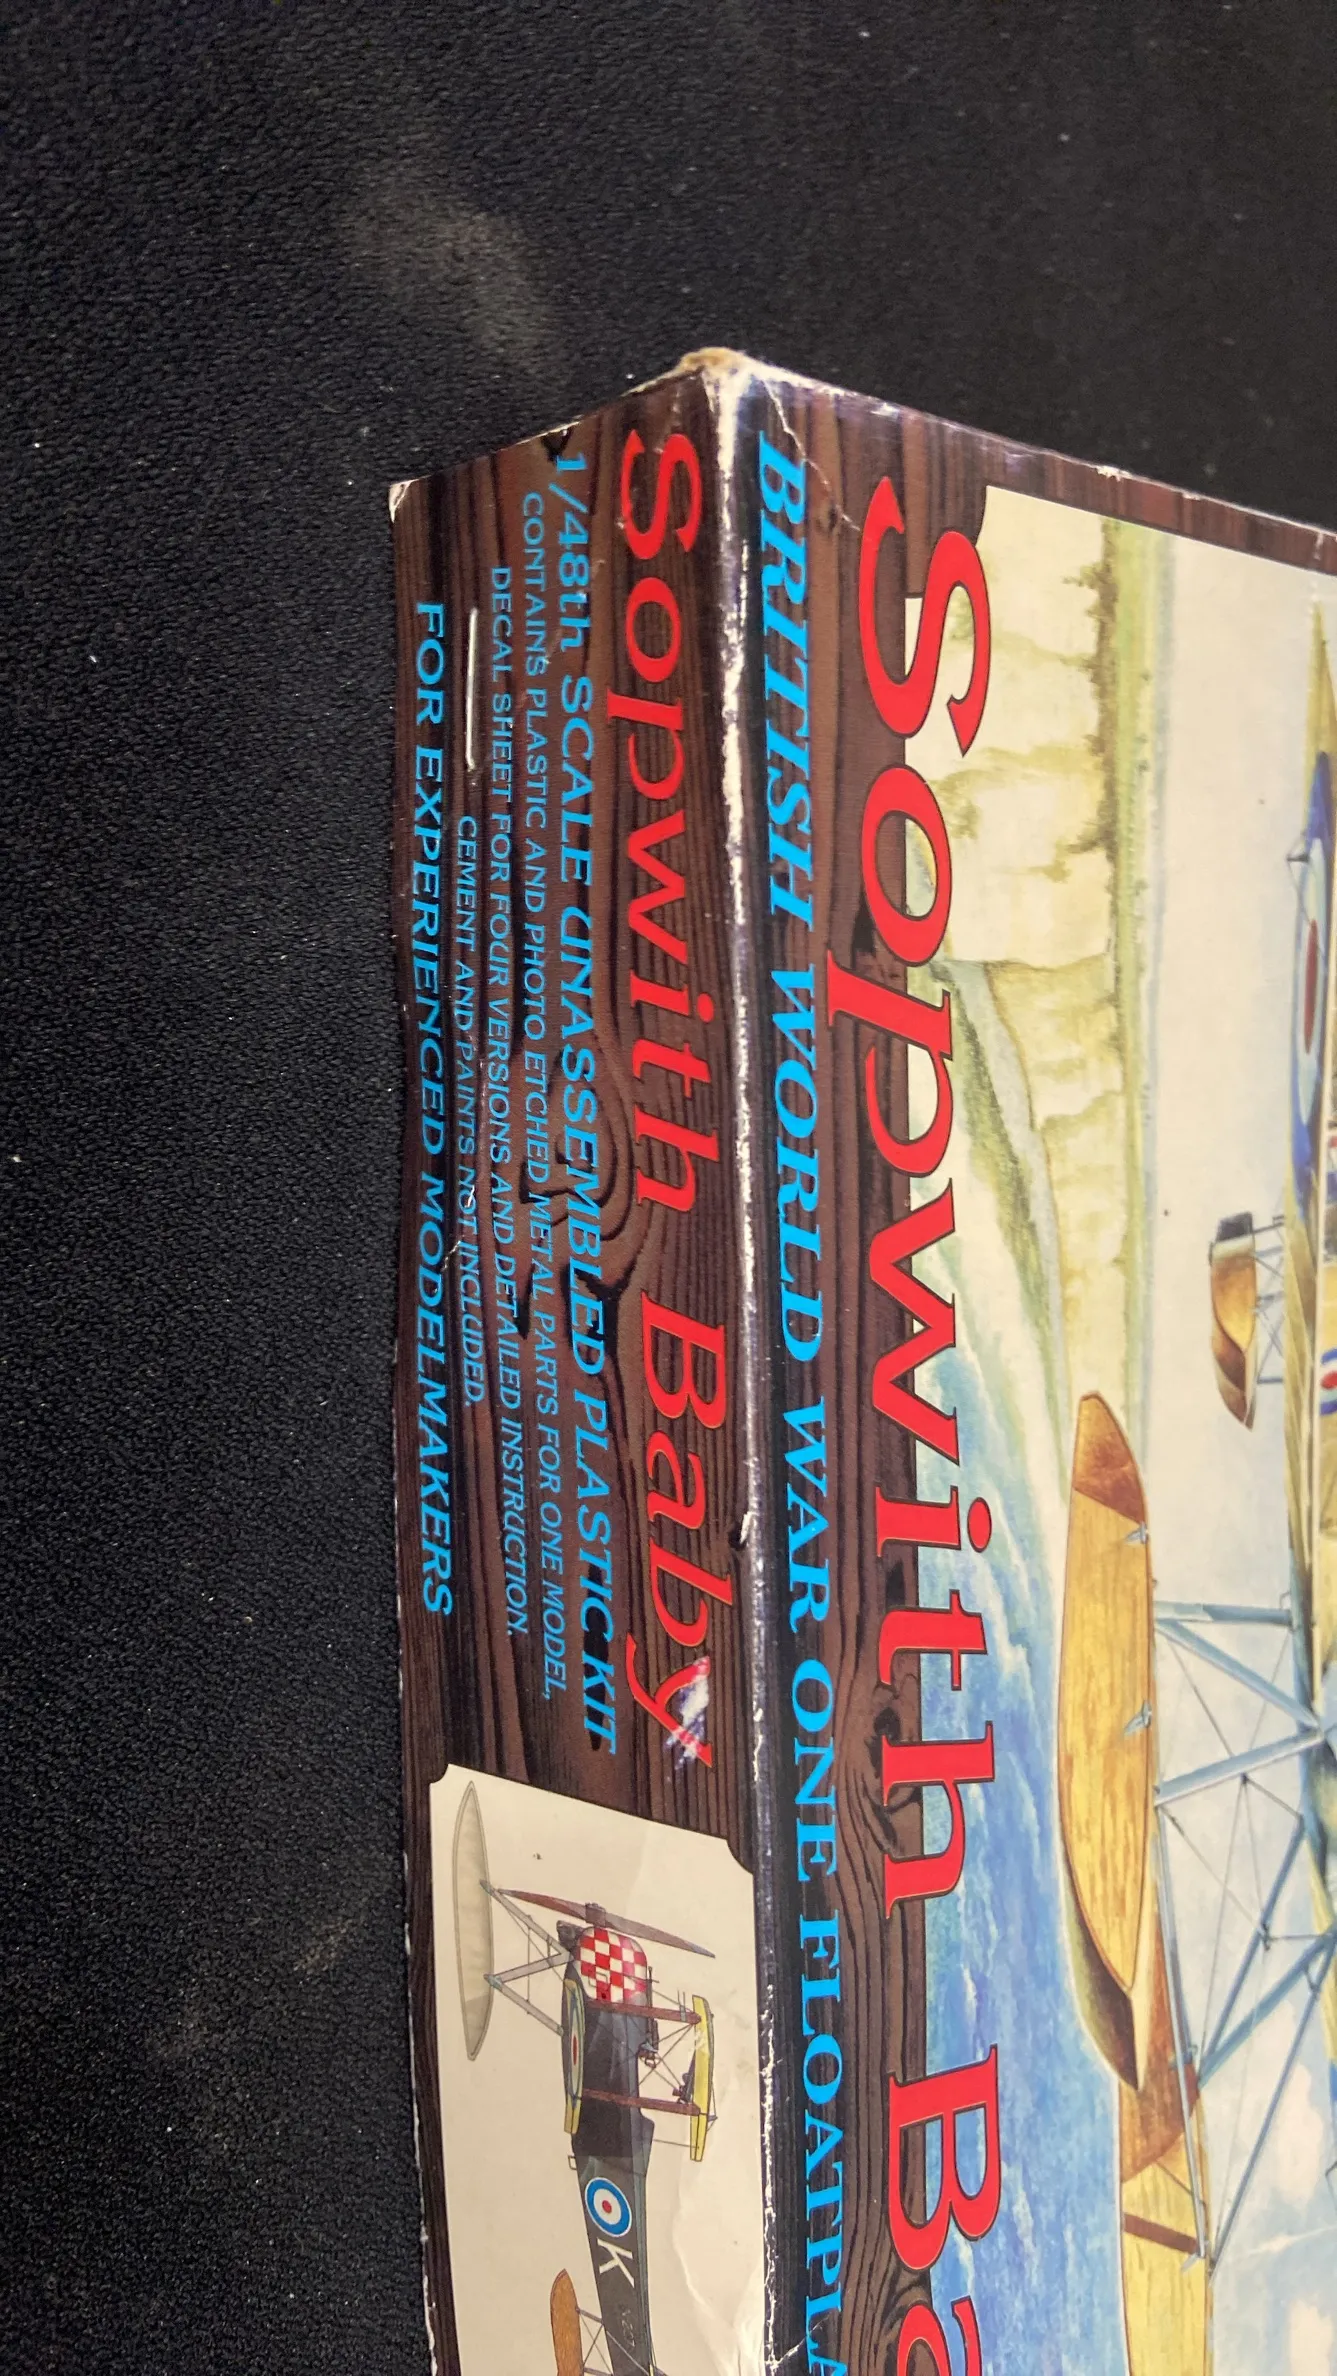 Sopwith Ba
BRITISH WORLD WAR ONE FLOATPLA
Sopwith Baby
1/48th SCALE UNASSEMBLED PLASTIC KIT
CONTAINS PLASTIC AND PHOTO ETCHED METAL PARTS FOR ONE MODEL,
DECAL SHEET FOR FOUR VERSIONS AND DETAILED INSTRUCTION.
CEMENT AND PAINTS NOT INCLUDED.
FOR EXPERIENCED MODELMAKERS
K